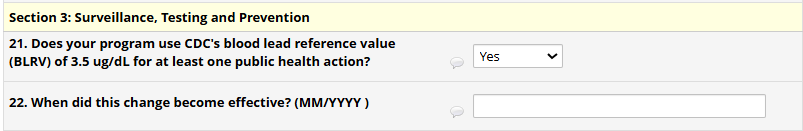 Section 3: Surveillance, Testing and Prevention
21. Does your program use CDC's blood lead reference value
(BLRV) of 3.5 ug/dL for at least one public health action?
Yes
22. When did this change become effective? (MM/YYYY )